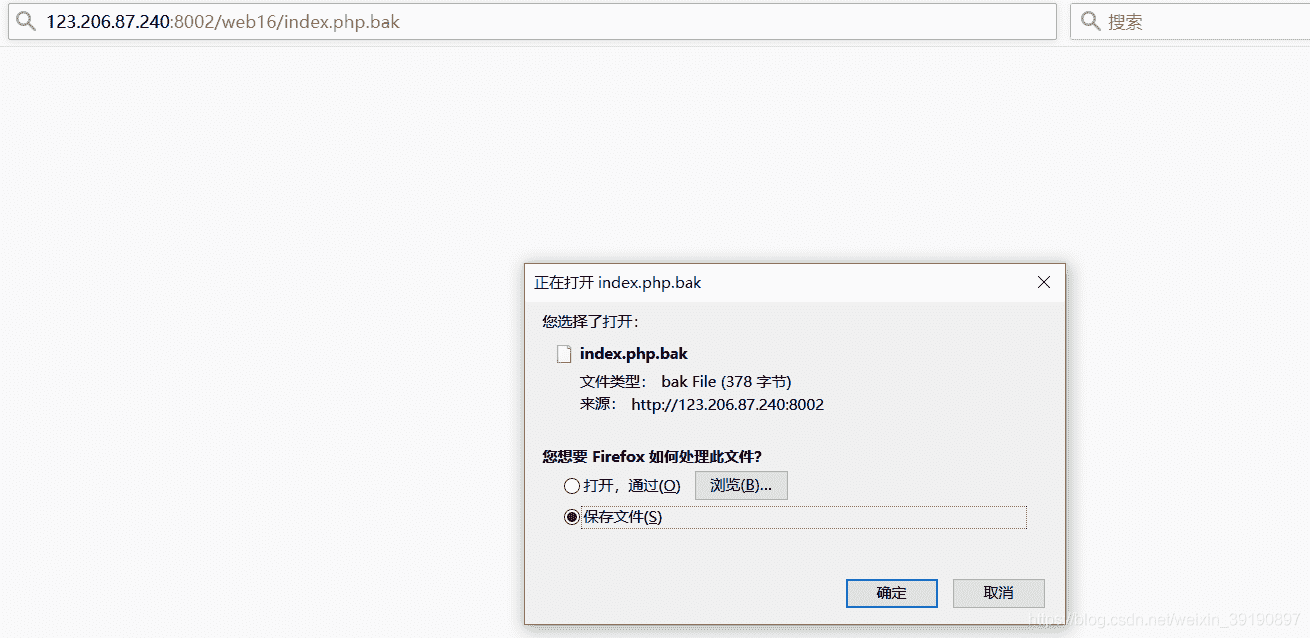 123.206.87.240:8002/web16/index.php.bak
搜索
正在打开 index.php.bak
您选择了打开:
index.php.bak
文件类型: bak File (378 字节)
来源: http://123.206.87.240:8002
您想要 Firefox 如何处理此文件?
打开，通过(O) 浏览(B)...
保存文件(S)
确定 取消
https://blog.csdn.net/weixin_39190897